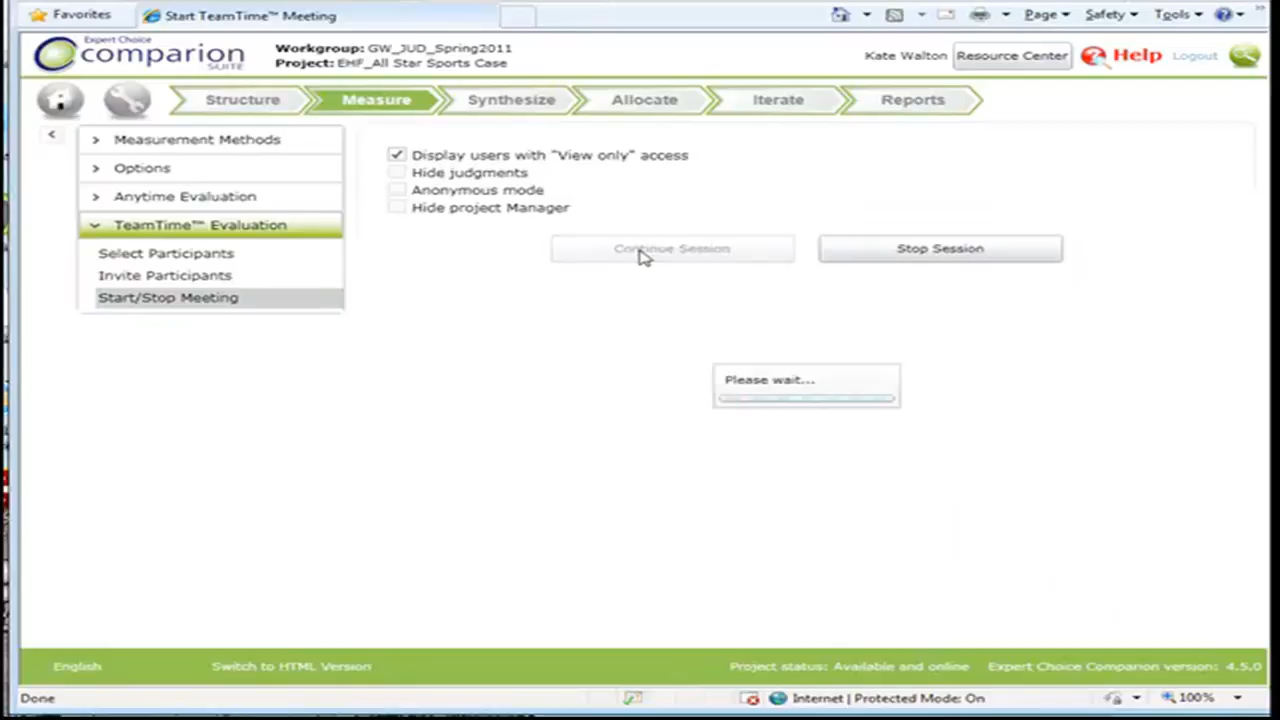 Favorites
Start TeamTime™ Meeting
Page
Safety
Tools
Expert Choice
comparion
SUITE
Workgroup: GW_JUD_Spring2011
Project: EHF_All Star Sports Case
Kate Walton
Resource Center
Help
Logout
Structure
Measure
Synthesize
Allocate
Iterate
Reports
Measurement Methods
Options
Anytime Evaluation
TeamTime™ Evaluation
Select Participants
Invite Participants
Start/Stop Meeting
Display users with "View only" access
Hide judgments
Anonymous mode
Hide project Manager
Continue Session
Stop Session
Please wait...
English
Switch to HTML Version
Project status: Available and online
Expert Choice Comparion version: 4.5.0
Done
Internet | Protected Mode: On
100%